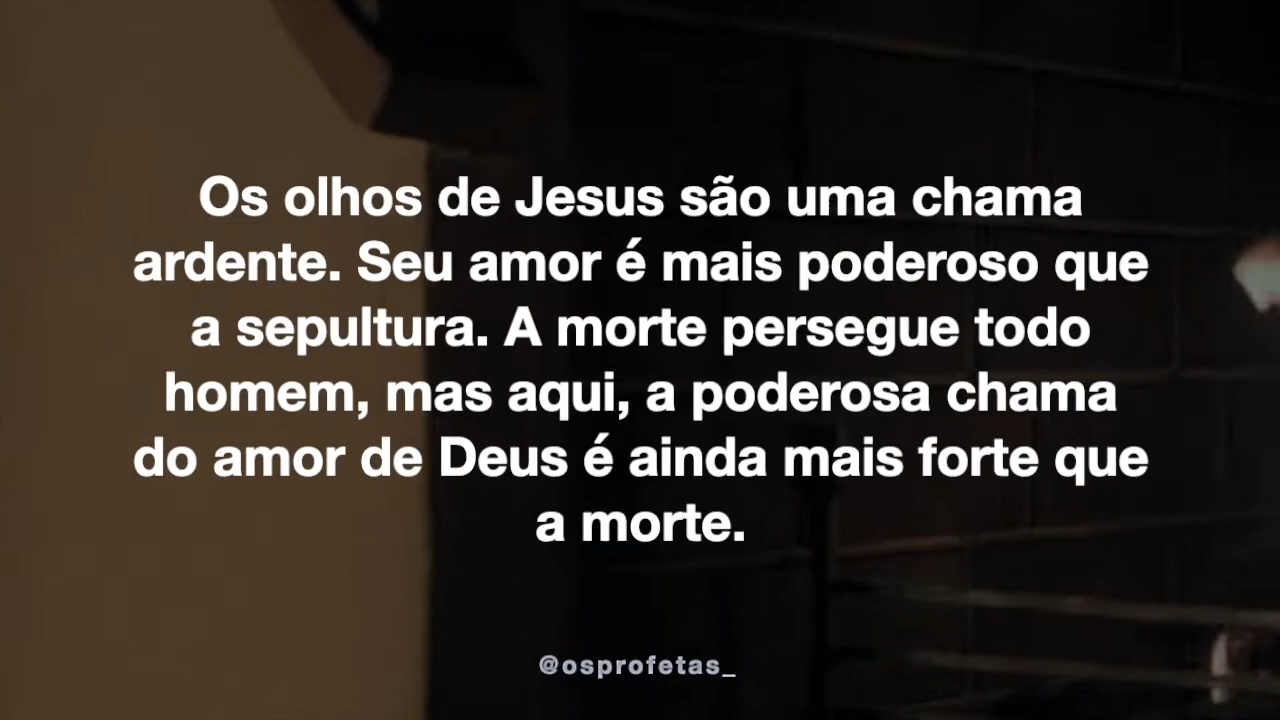 Os olhos de Jesus são uma chama
ardente. Seu amor é mais poderoso que
a sepultura. A morte persegue todo
homem, mas aqui, a poderosa chama
do amor de Deus é ainda mais forte que
a morte.
@osprofetas_